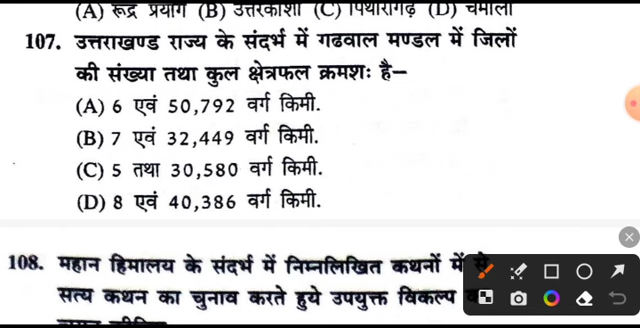 (A) रूद्र प्रयाग (B) उत्तरकाशी (C) पिथौरागढ़ (D) चमोली
107. उत्तराखण्ड राज्य के संदर्भ में गढवाल मण्डल में जिलों
की संख्या तथा कुल क्षेत्रफल क्रमशः है–
(A) 6 एवं 50,792 वर्ग किमी.
(B) 7 एवं 32,449 वर्ग किमी.
(C) 5 तथा 30,580 वर्ग किमी.
(D) 8 एवं 40,386 वर्ग किमी.
108. महान हिमालय के संदर्भ में निम्नलिखित कथनों में से
सत्य कथन का चुनाव करते हुये उपयुक्त विकल्प